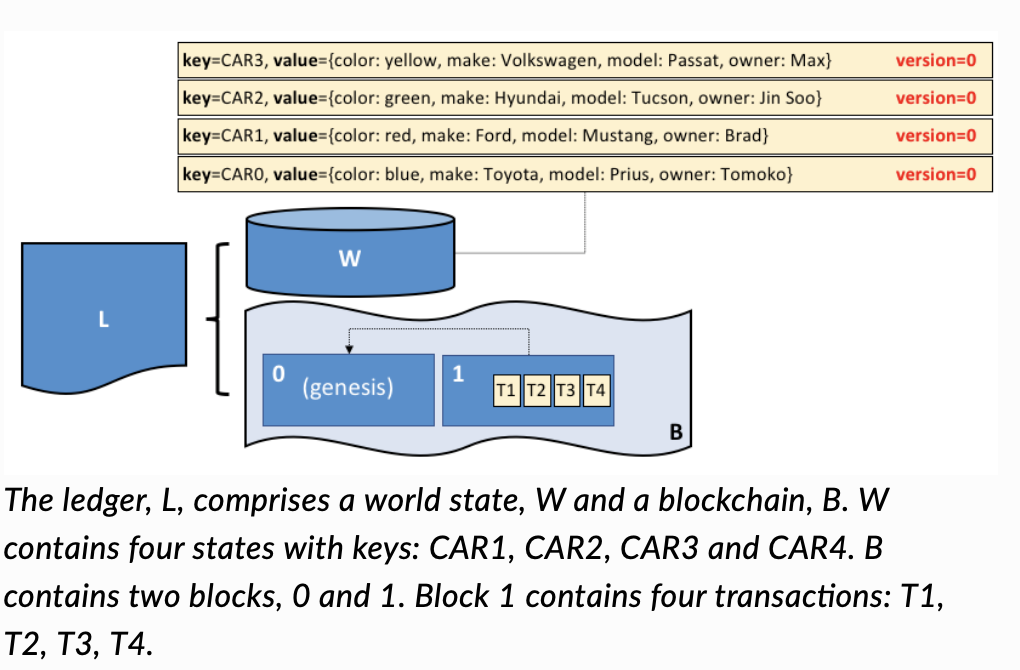 key=CAR3, value={color: yellow, make: Volkswagen, model: Passat, owner: Max} version=0
key=CAR2, value={color: green, make: Hyundai, model: Tucson, owner: Jin Soo} version=0
key=CAR1, value={color: red, make: Ford, model: Mustang, owner: Brad} version=0
key=CAR0, value={color: blue, make: Toyota, model: Prius, owner: Tomoko} version=0
W
L
0 (genesis)
1 T1 T2 T3 T4
B
The ledger, L, comprises a world state, W and a blockchain, B. W
contains four states with keys: CAR1, CAR2, CAR3 and CAR4. B
contains two blocks, 0 and 1. Block 1 contains four transactions: T1,
T2, T3, T4.